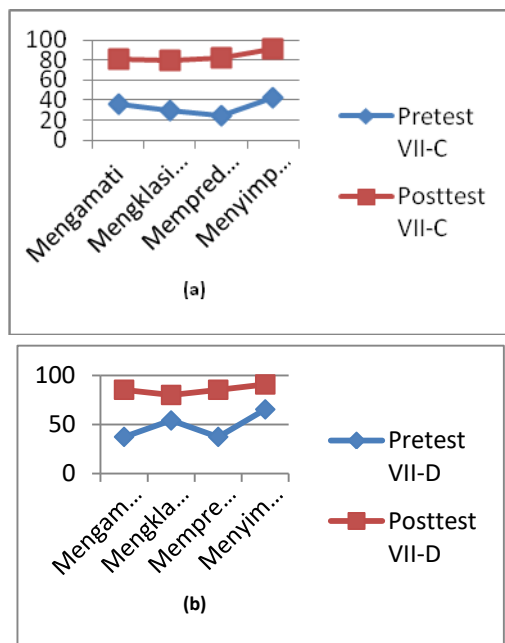 100
80
60
40
20
0
Mengamati
Mengklasi...
Mempred...
Menyimp...
Pretest
VII-C
Posttest
VII-C
(a)
100
50
0
Mengam...
Mengkla...
Mempre...
Menyim...
Pretest
VII-D
Posttest
VII-D
(b)